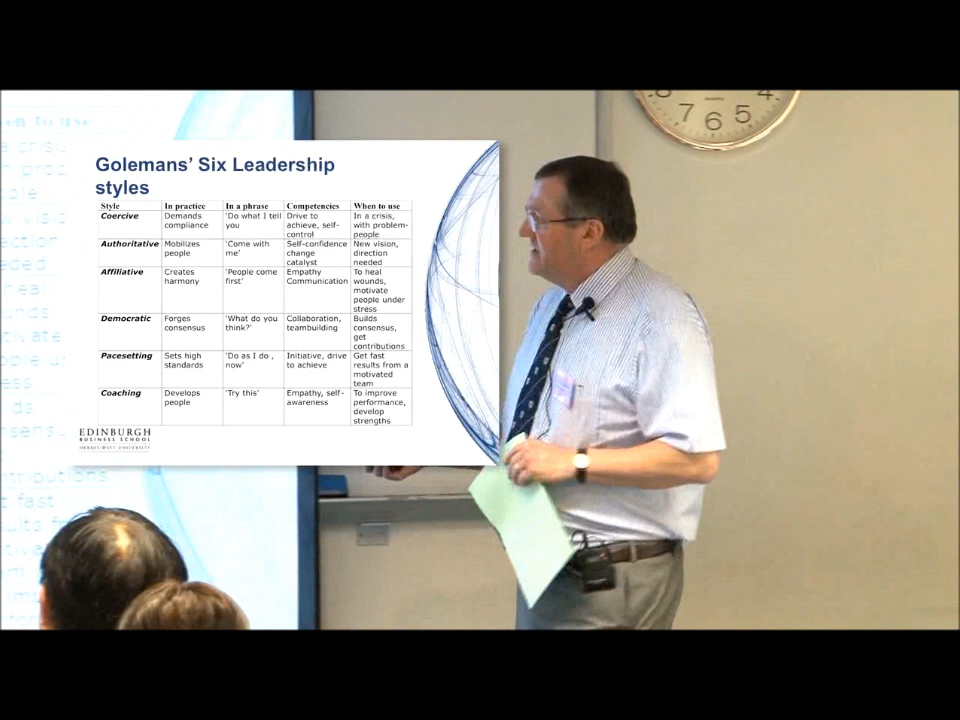 Golemans' Six Leadership
styles
Style In practice In a phrase Competencies When to use
Coercive Demands 'Do what I tell Drive to In a crisis,
compliance you achieve, self- with problem-
control people
Authoritative Mobilizes 'Come with Self-confidence New vision,
people me' change direction
catalyst needed
Affiliative Creates 'People come Empathy To heal
harmony first' Communication wounds,
motivate
people under
stress
Democratic Forges 'What do you Collaboration, Builds
consensus think?' teambuilding consensus,
get
contributions
Pacesetting Sets high 'Do as I do , Initiative, drive Get fast
standards now' to achieve results from a
motivated
team
Coaching Develops 'Try this' Empathy, self- To improve
people awareness performance,
develop
strengths
EDINBURGH
BUSINESS SCHOOL
HERIOT-WATT UNIVERSITY
8 7 6 5 4
QUARTZ